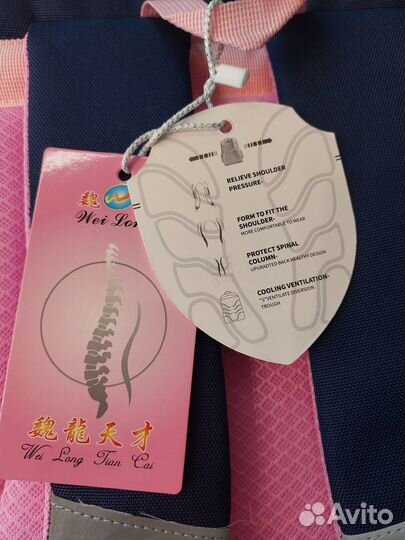 魏
Wei Lon
RELIEVE SHOULDER
PRESSURE-
FORM TO FIT THE
SHOULDER-
MORE COMFORTABLE TO WEAR
PROTECT SPINAL
COLUMN-
UPGRADTED BACK HEALTHY DESIGN
COOLING VENTILATION-
"S"VENTILATE DIVERSION
TROUGH
魏龍天才
Wei Long Tian Cai
Avito